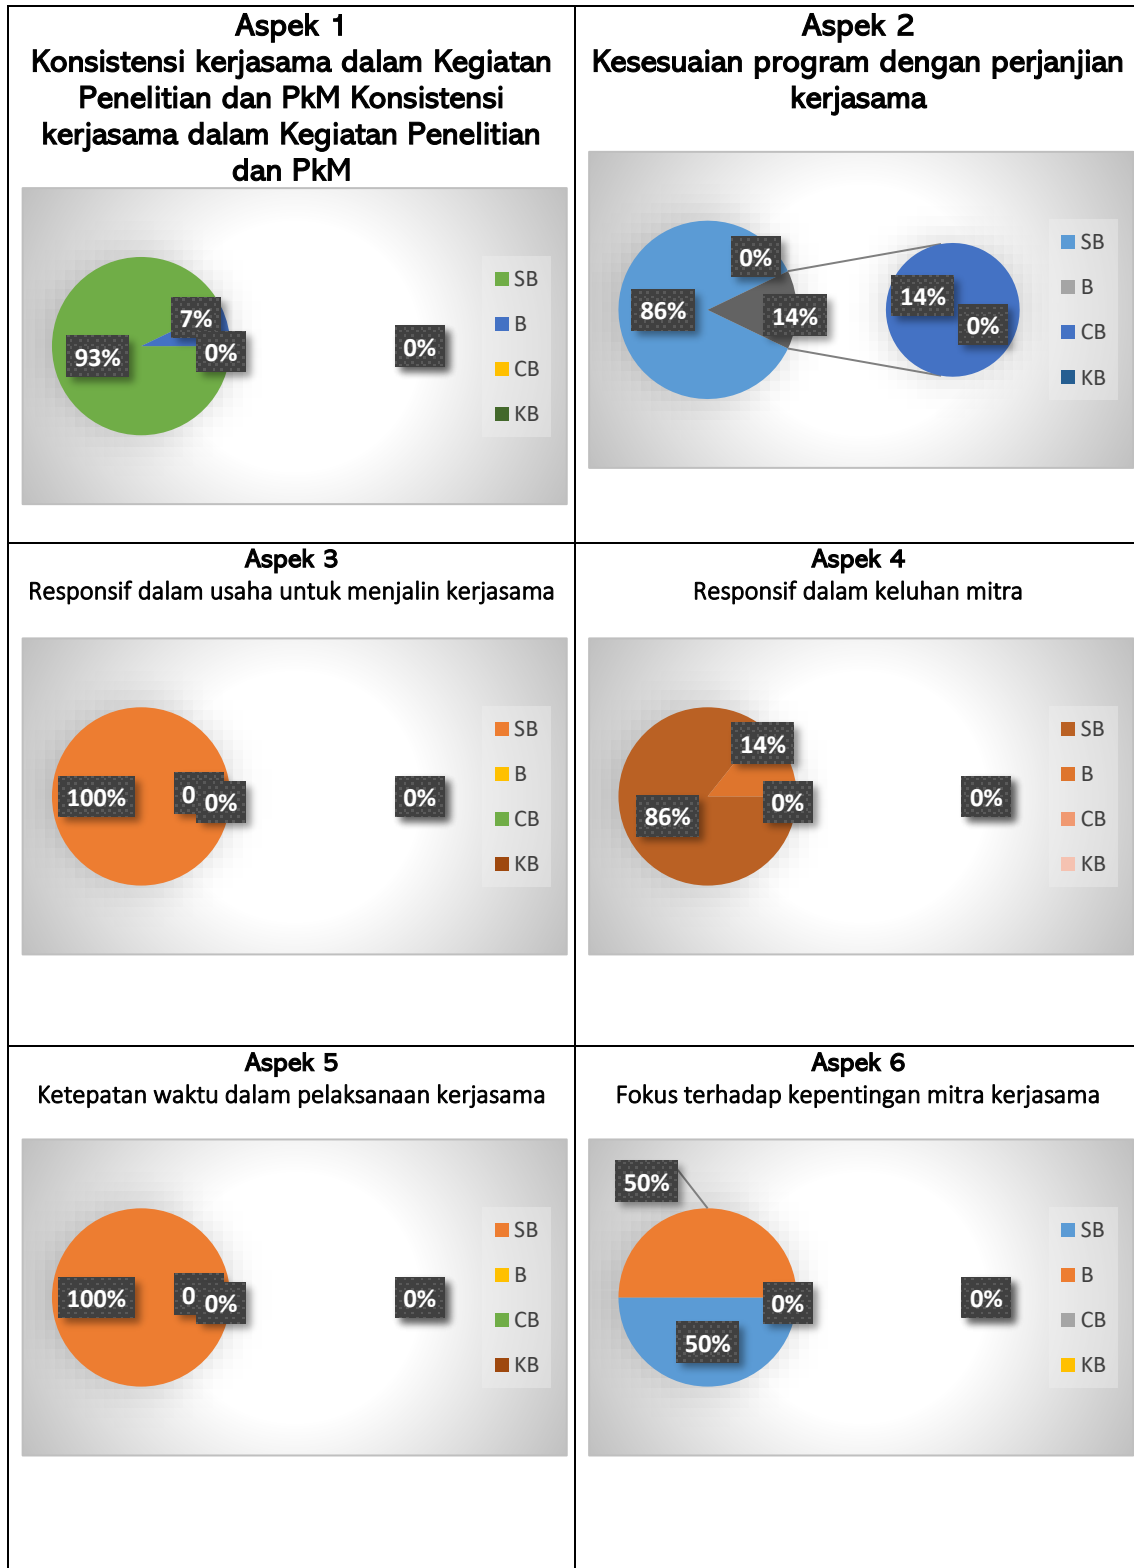 Aspek 1
Konsistensi kerjasama dalam Kegiatan
Penelitian dan PkM Konsistensi
kerjasama dalam Kegiatan Penelitian
dan PkM
93%
7%
0%
0%
SB
B
CB
KB
Aspek 2
Kesesuaian program dengan perjanjian
kerjasama
86%
0%
14%
14%
0%
SB
B
CB
KB
Aspek 3
Responsif dalam usaha untuk menjalin kerjasama
100%
0
0%
0%
SB
B
CB
KB
Aspek 4
Responsif dalam keluhan mitra
86%
14%
0%
0%
SB
B
CB
KB
Aspek 5
Ketepatan waktu dalam pelaksanaan kerjasama
100%
0
0%
0%
SB
B
CB
KB
Aspek 6
Fokus terhadap kepentingan mitra kerjasama
50%
50%
0%
0%
SB
B
CB
KB